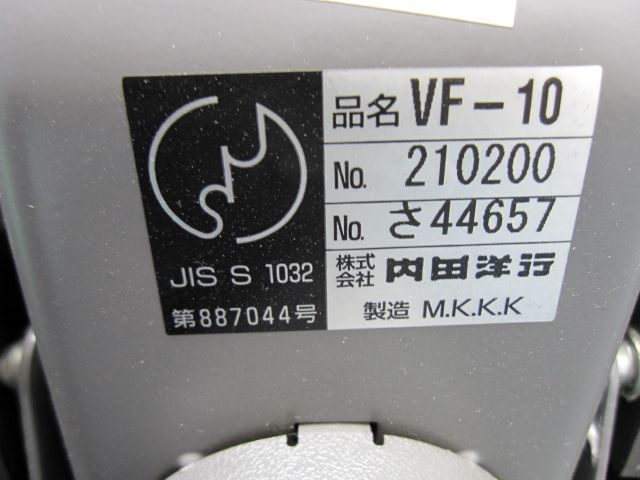 品名 VF-10
No. 210200
No. さ44657
株式会社 内田洋行
製造 M.K.K.K
JIS S 1032
第887044号